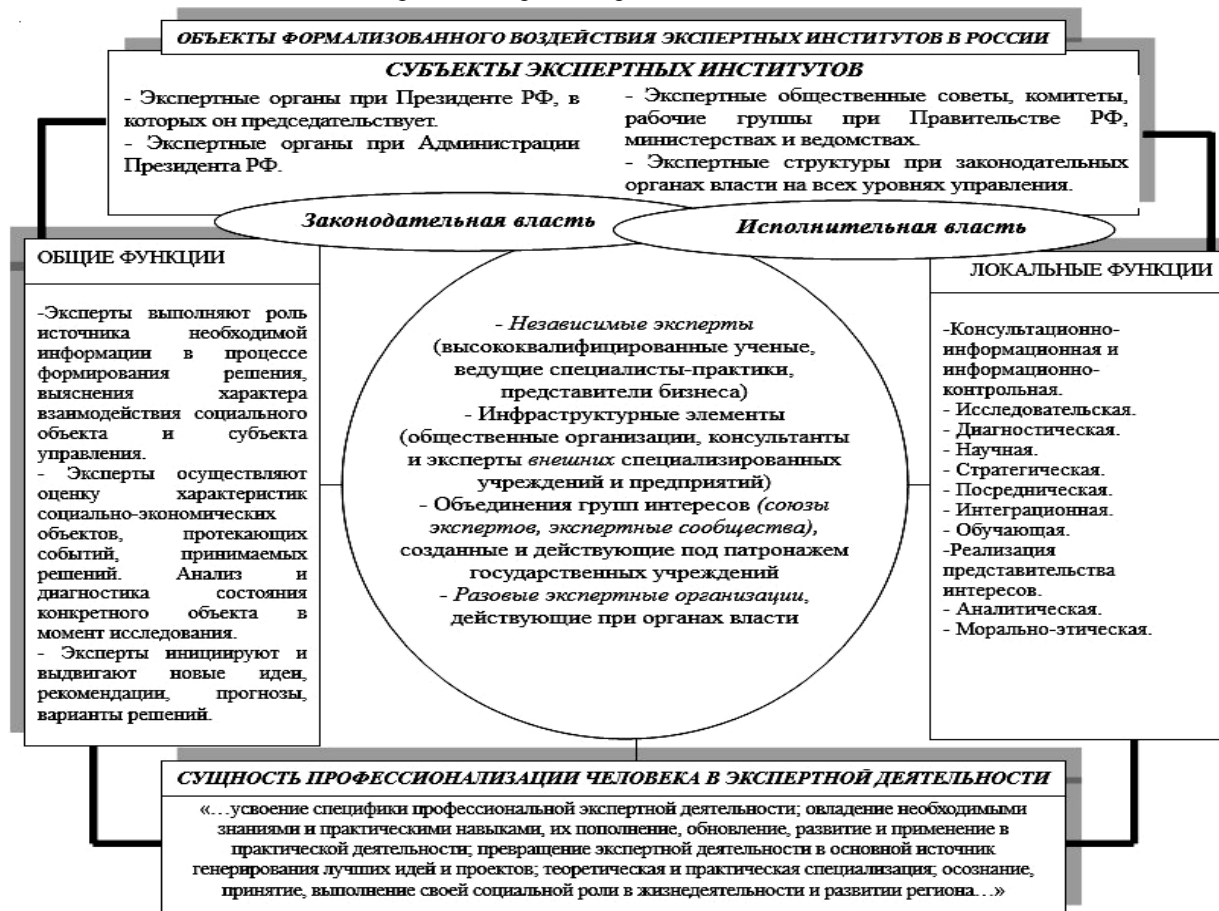 ОБЪЕКТЫ ФОРМАЛИЗОВАННОГО ВОЗДЕЙСТВИЯ ЭКСПЕРТНЫХ ИНСТИТУТОВ В РОССИИ
СУБЪЕКТЫ ЭКСПЕРТНЫХ ИНСТИТУТОВ
- Экспертные органы при Президенте РФ, в
которых он председательствует.
- Экспертные органы при Администрации
Президента РФ.
- Экспертные общественные советы, комитеты,
рабочие группы при Правительстве РФ,
министерствах и ведомствах.
- Экспертные структуры при законодательных
органах власти на всех уровнях управления.
Законодательная власть
Исполнительная власть
ОБЩИЕ ФУНКЦИИ
-Эксперты выполняют роль
источника необходимой
информации в процессе
формирования решения,
выяснения характера
взаимодействия социального
объекта и субъекта
управления.
- Эксперты осуществляют
оценку характеристик
социально-экономических
объектов, протекающих
событий, принимаемых
решений. Анализ и
диагностика состояния
конкретного объекта в
момент исследования.
- Эксперты инициируют и
выдвигают новые идеи,
рекомендации, прогнозы,
варианты решений.
- Независимые эксперты
(высококвалифицированные ученые,
ведущие специалисты-практики,
представители бизнеса)
- Инфраструктурные элементы
(общественные организации, консультанты
и эксперты внешних специализированных
учреждений и предприятий)
- Объединения групп интересов (союзы
экспертов, экспертные сообщества),
созданные и действующие под патронажем
государственных учреждений
- Разовые экспертные организации,
действующие при органах власти
ЛОКАЛЬНЫЕ ФУНКЦИИ
-Консультационно-
информационная и
информационно-
контрольная.
- Исследовательская.
- Диагностическая.
- Научная.
- Стратегическая.
- Посредническая.
- Интеграционная.
- Обучающая.
-Реализация
представительства
интересов.
- Аналитическая.
- Морально-этическая.
СУЩНОСТЬ ПРОФЕССИОНАЛИЗАЦИИ ЧЕЛОВЕКА В ЭКСПЕРТНОЙ ДЕЯТЕЛЬНОСТИ
«…усвоение специфики профессиональной экспертной деятельности; овладение необходимыми
знаниями и практическими навыками, их пополнение, обновление, развитие и применение в
практической деятельности; превращение экспертной деятельности в основной источник
генерирования лучших идей и проектов; теоретическая и практическая специализация; осознание,
принятие, выполнение своей социальной роли в жизнедеятельности и развитии региона…»